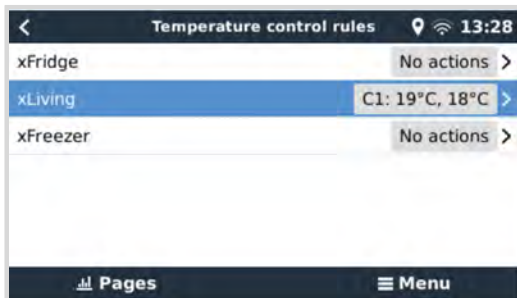 Temperature control rules 13:28
xFridge No actions
xLiving C1: 19°C, 18°C
xFreezer No actions
Pages Menu